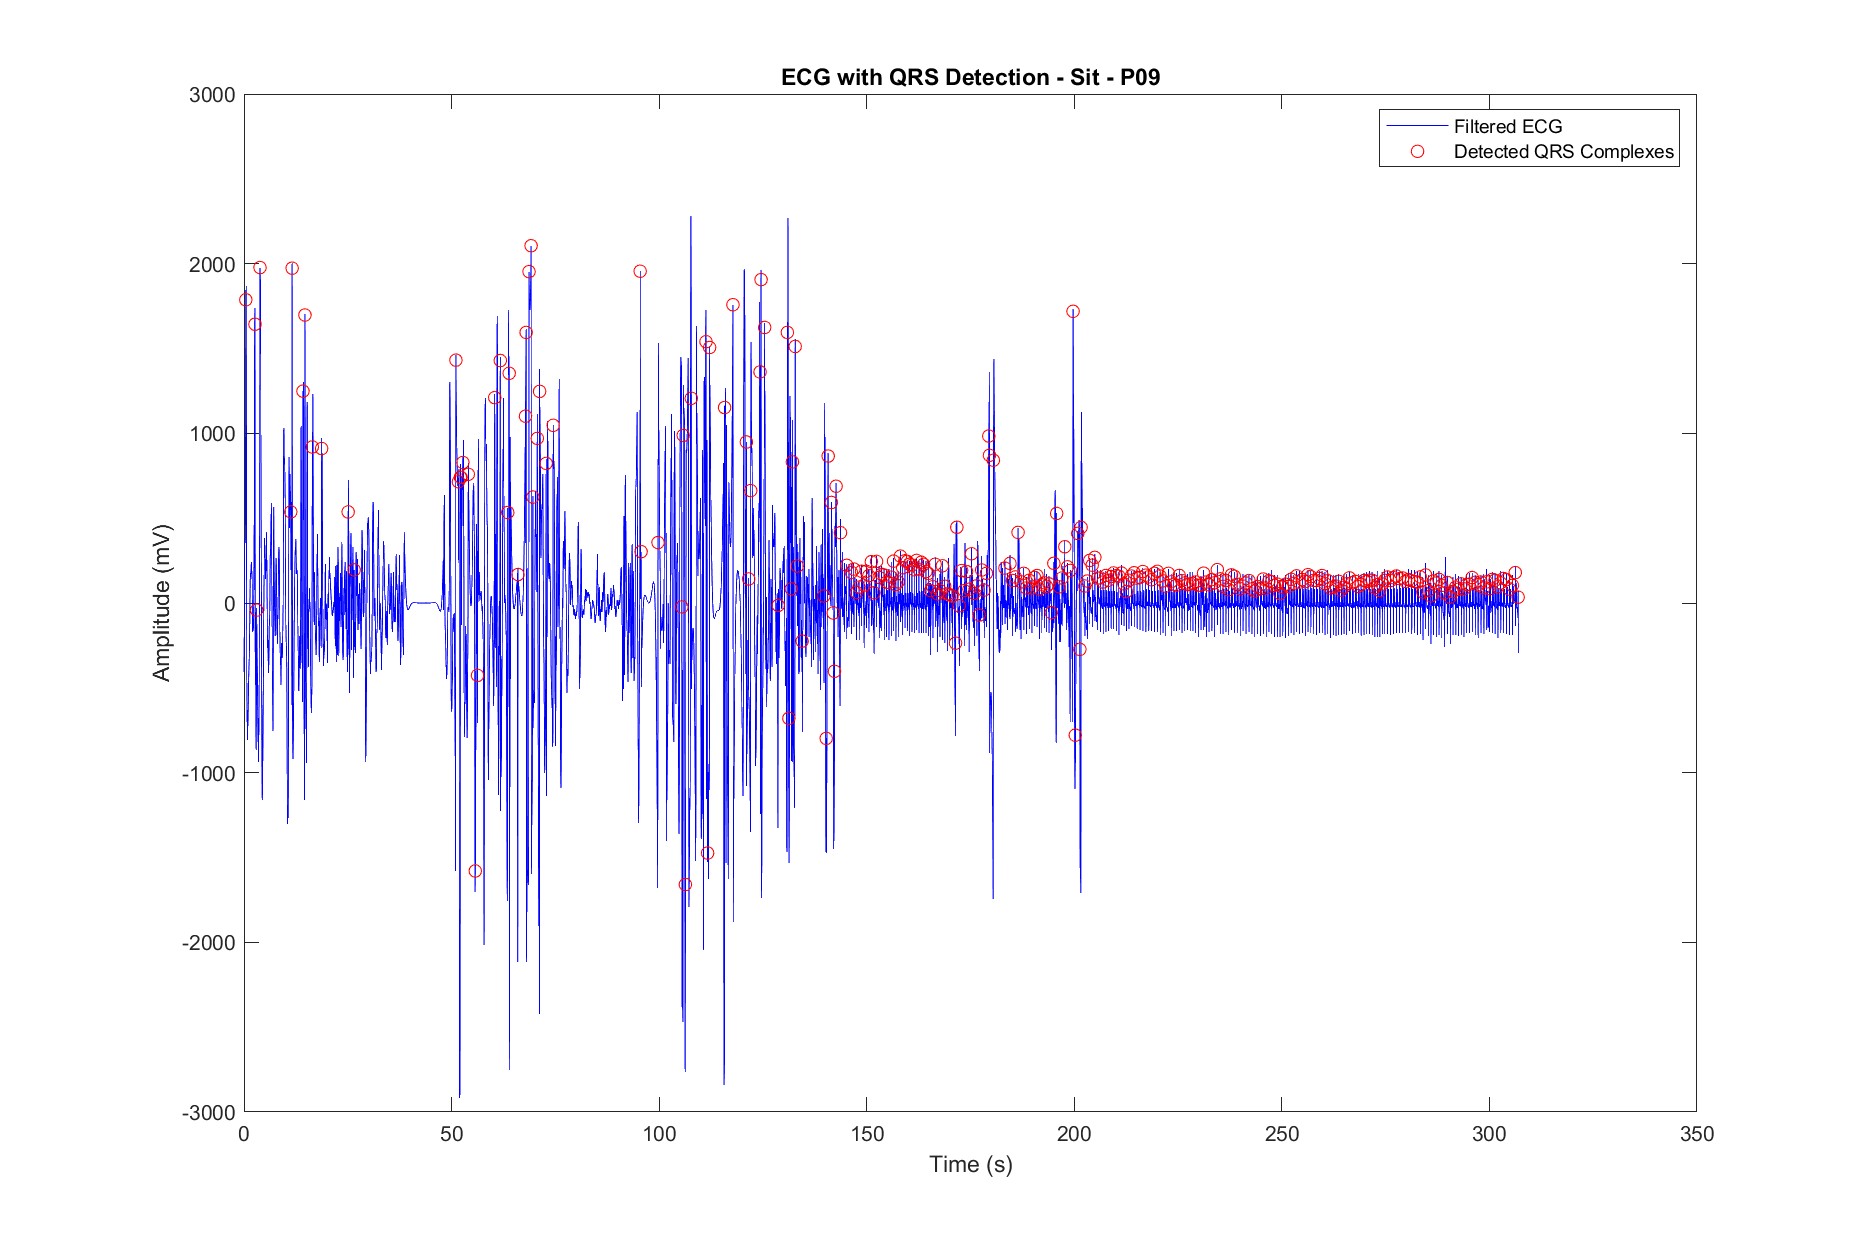 ECG with QRS Detection - Sit - P09
3000
2000
1000
0
-1000
-2000
-3000
Amplitude (mV)
Filtered ECG
Detected QRS Complexes
0 50 100 150 200 250 300 350
Time (s)